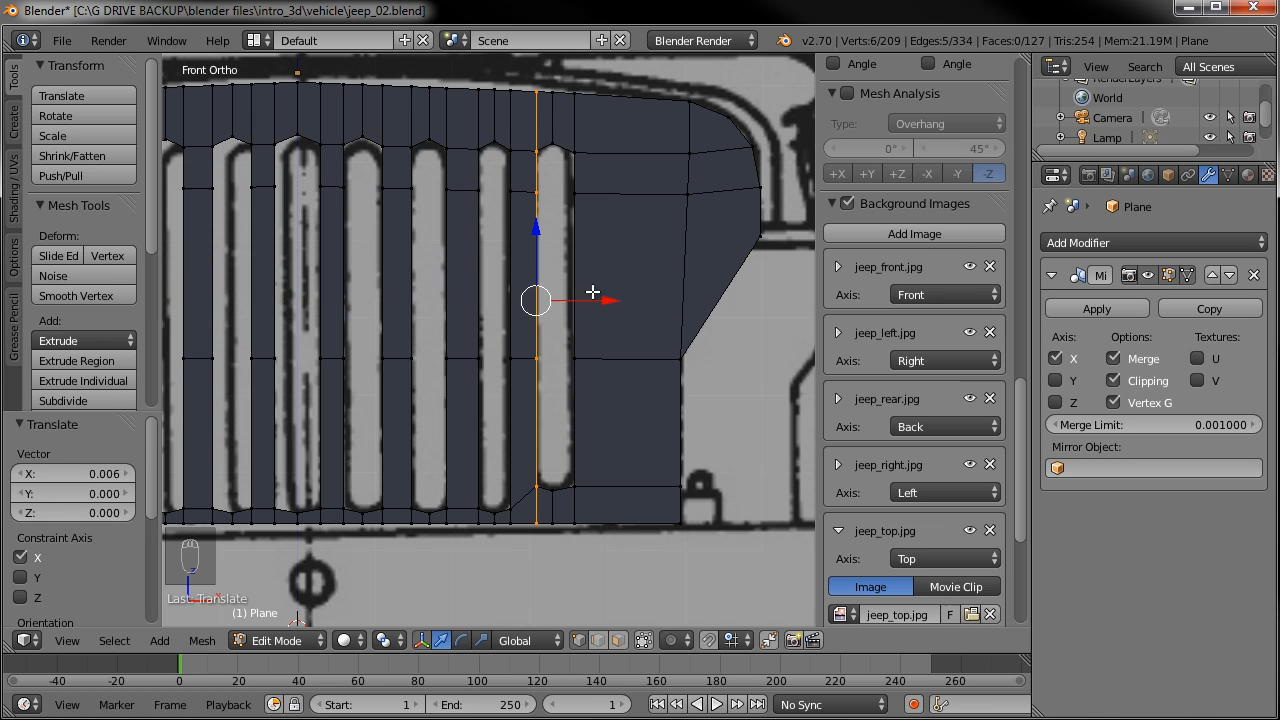 Blender* [C:\G DRIVE BACKUP\blender files\intro_3d\vehicle\jeep_02.blend]
File Render Window Help Default Scene Blender Render v2.70 | Verts:6/209 | Edges:5/334 | Faces:0/127 | Tris:254 | Mem:21.19M | Plane
Tools
Create
Shading / UVs
Options
Grease Pencil
Transform
Translate
Rotate
Scale
Shrink/Fatten
Push/Pull
Mesh Tools
Deform:
Slide Ed Vertex
Noise
Smooth Vertex
Add:
Extrude
Extrude Region
Extrude Individual
Subdivide
Translate
Vector
X: 0.006
Y: 0.000
Z: 0.000
Constraint Axis
X
Y
Z
Orientation
Front Ortho
z
Last: Translate
(1) Plane
Angle Angle
Mesh Analysis
Type: Overhang
0° 45°
+X +Y +Z -X -Y -Z
Background Images
Add Image
jeep_front.jpg
Axis: Front
jeep_left.jpg
Axis: Right
jeep_rear.jpg
Axis: Back
jeep_right.jpg
Axis: Left
jeep_top.jpg
Axis: Top
Image Movie Clip
jeep_top.jpg F
View Search All Scenes
RenderLayers
World
Camera
Lamp
Plane
Add Modifier
Mi
Apply Copy
Axis: Options: Textures:
X Merge U
Y Clipping V
Z Vertex G
Merge Limit: 0.001000
Mirror Object:
View Select Add Mesh Edit Mode Global
-40 -20 0 20 40 60 80 100 120 140 160 180 200 220 240 260
View Marker Frame Playback Start: 1 End: 250 1 No Sync